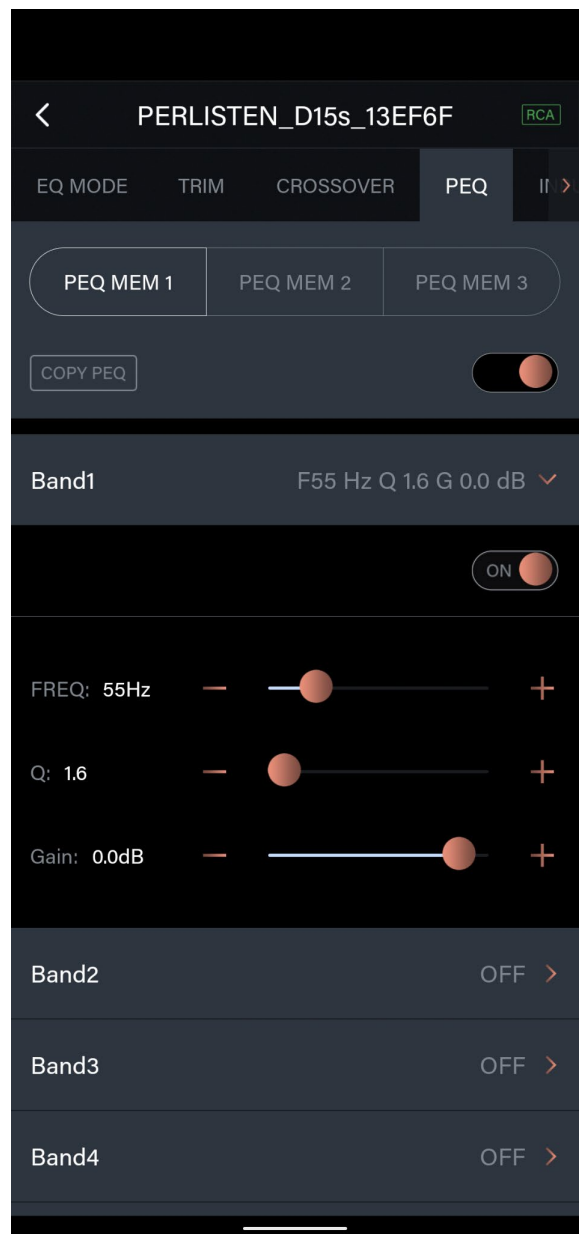 PERLISTEN_D15s_13EF6F RCA
EQ MODE TRIM CROSSOVER PEQ
PEQ MEM 1 PEQ MEM 2 PEQ MEM 3
COPY PEQ
Band1 F55 Hz Q 1.6 G 0.0 dB
ON
FREQ: 55Hz
Q: 1.6
Gain: 0.0dB
Band2 OFF
Band3 OFF
Band4 OFF